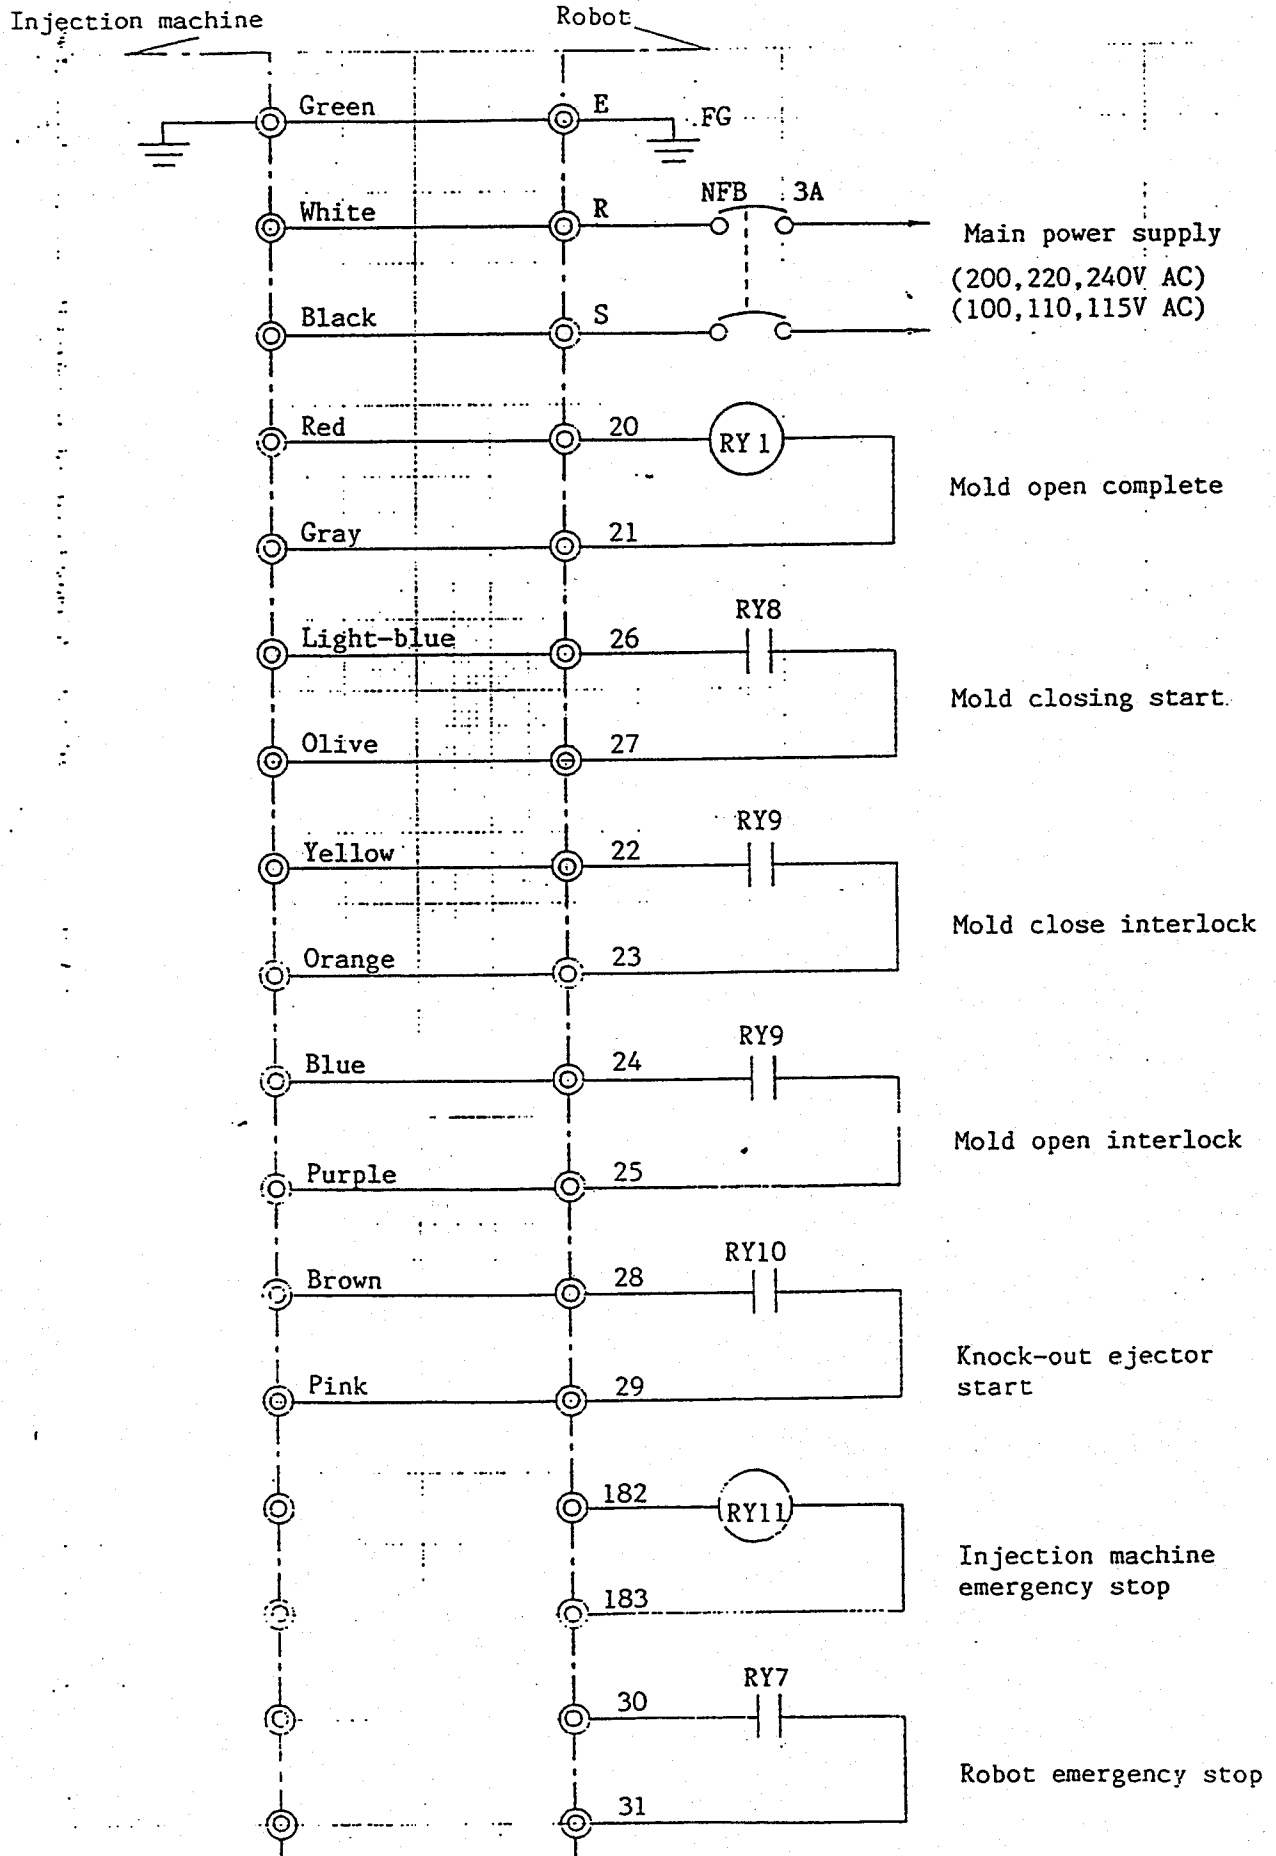 Injection machine
Robot
Green
E
FG
White
R
NFB
3A
Main power supply
(200,220,240V AC)
(100,110,115V AC)
Black
S
Red
20
RY1
Mold open complete
Gray
21
Light-blue
26
RY8
Mold closing start
Olive
27
Yellow
22
RY9
Mold close interlock
Orange
23
Blue
24
RY9
Mold open interlock
Purple
25
Brown
28
RY10
Knock-out ejector
start
Pink
29
182
RY11
Injection machine
emergency stop
183
30
RY7
Robot emergency stop
31